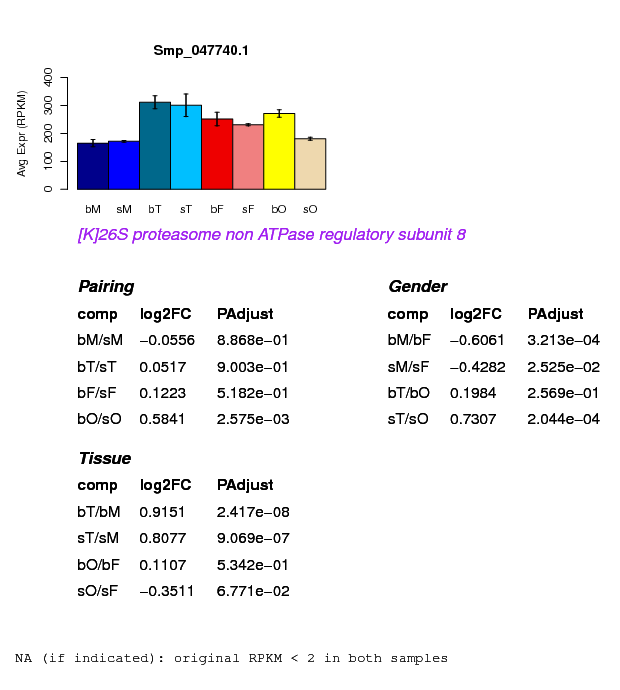 Smp_047740.1
Avg Expr (RPKM)
0 100 200 300 400
bM sM bT sT bF sF bO sO
[K]26S proteasome non ATPase regulatory subunit 8
Pairing
comp log2FC PAdjust
bM/sM −0.0556 8.868e−01
bT/sT 0.0517 9.003e−01
bF/sF 0.1223 5.182e−01
bO/sO 0.5841 2.575e−03
Gender
comp log2FC PAdjust
bM/bF −0.6061 3.213e−04
sM/sF −0.4282 2.525e−02
bT/bO 0.1984 2.569e−01
sT/sO 0.7307 2.044e−04
Tissue
comp log2FC PAdjust
bT/bM 0.9151 2.417e−08
sT/sM 0.8077 9.069e−07
bO/bF 0.1107 5.342e−01
sO/sF −0.3511 6.771e−02
NA (if indicated): original RPKM < 2 in both samples